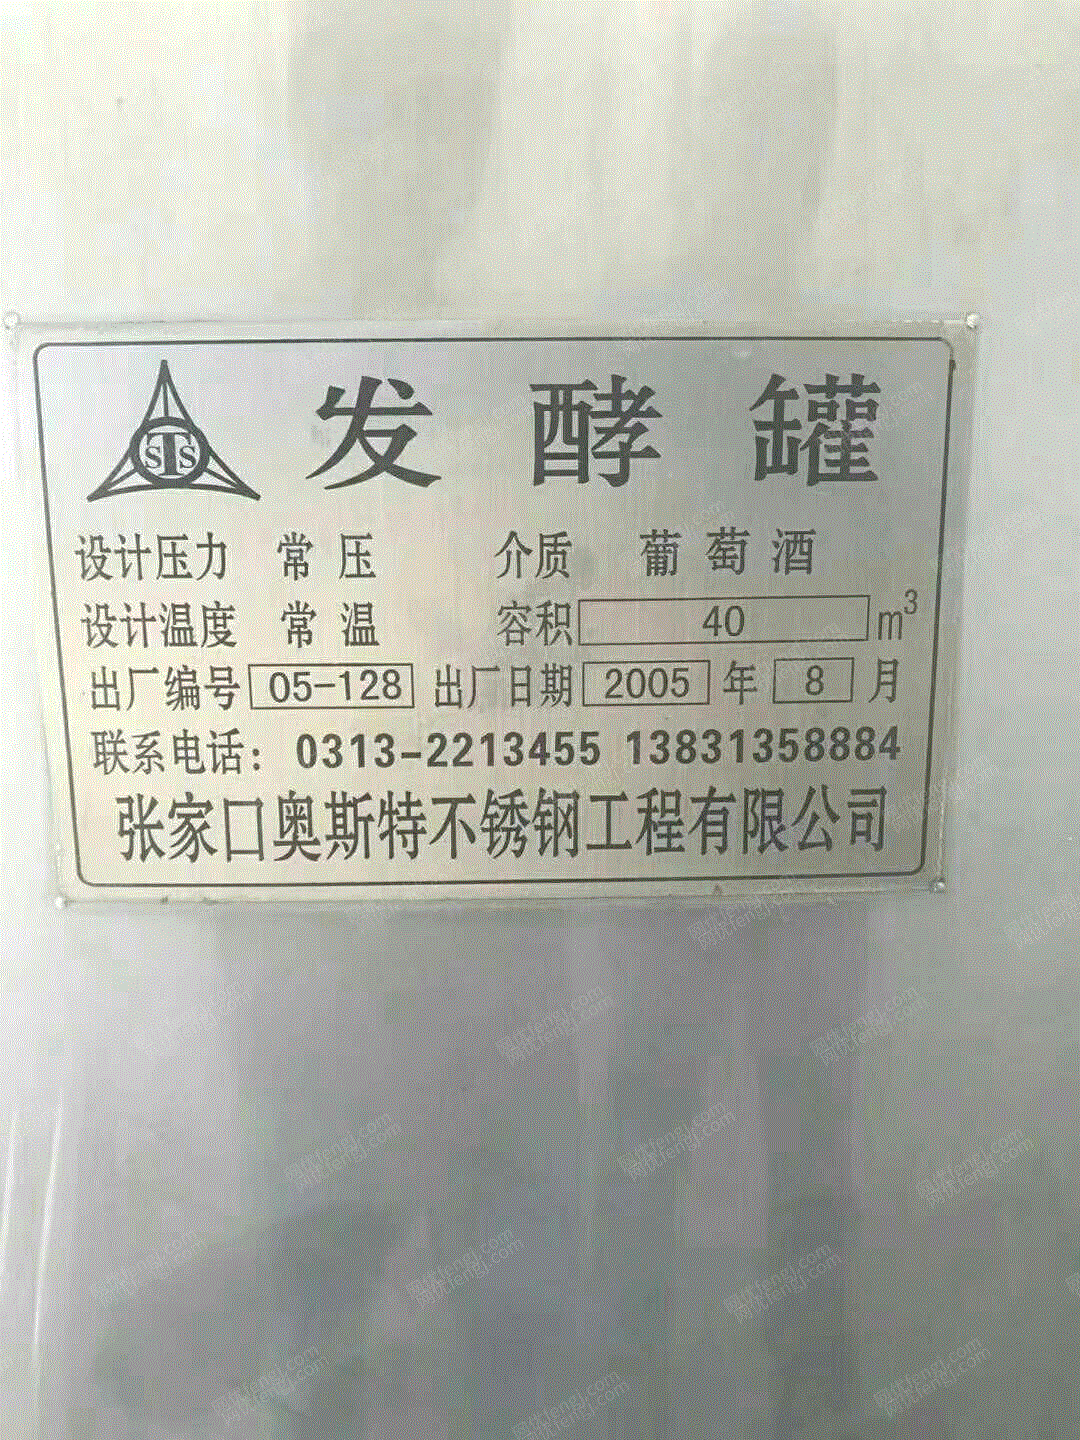 STS 发酵罐
设计压力 常压 介质 葡萄酒
设计温度 常温 容积 40 m³
出厂编号 05-128 出厂日期 2005 年 8 月
联系电话: 0313-2213455 13831358884
张家口奥斯特不锈钢工程有限公司